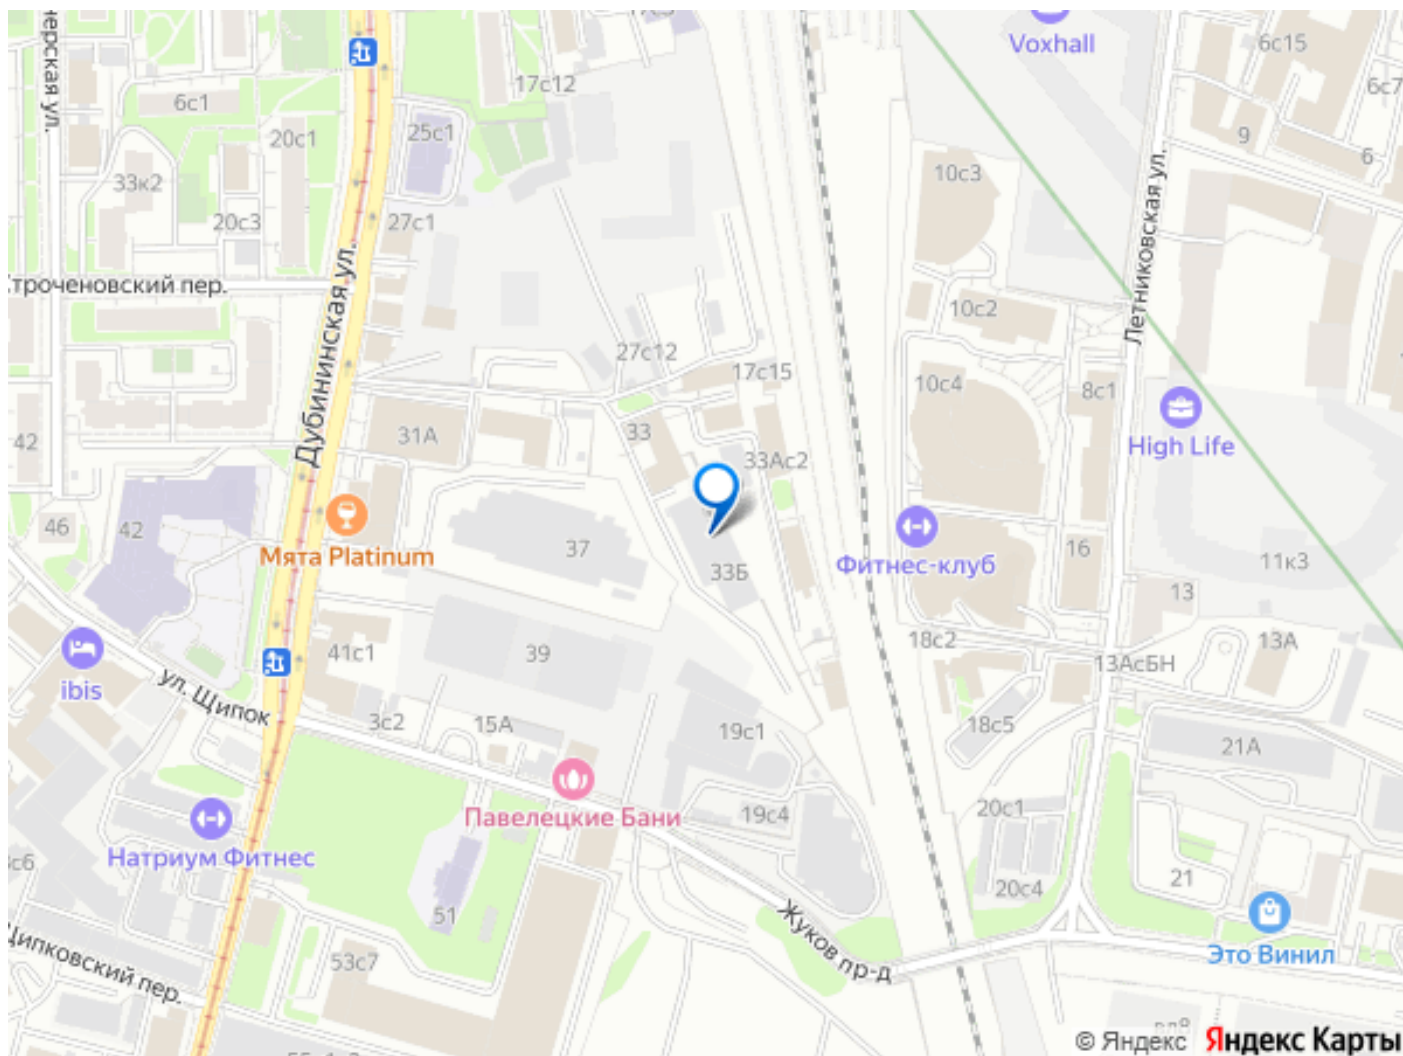 Voxhall
6с15
17с12
6с7
6с1
нерская ул.
25с1
20с1
9
6
33к2
10с3
20с3
27с1
Летниковская ул.
Строченовский пер.
Дубининская ул.
10с2
27с12
17с15
10с4
8с1
33
31А
42
High Life
33Ас2
46
42
Мята Platinum
37
33Б
Фитнес-клуб
16
11к3
13
18с2
41с1
39
13А
13АсБН
ibis
ул. Щипок
3с2
15А
19с1
18с5
21А
Павелецкие Бани
19с4
20с1
Натриум Фитнес
3с6
20с4
21
51
Жуков пр-д
Это Винил
Щипковский пер.
53с7
© Яндекс Яндекс Карты